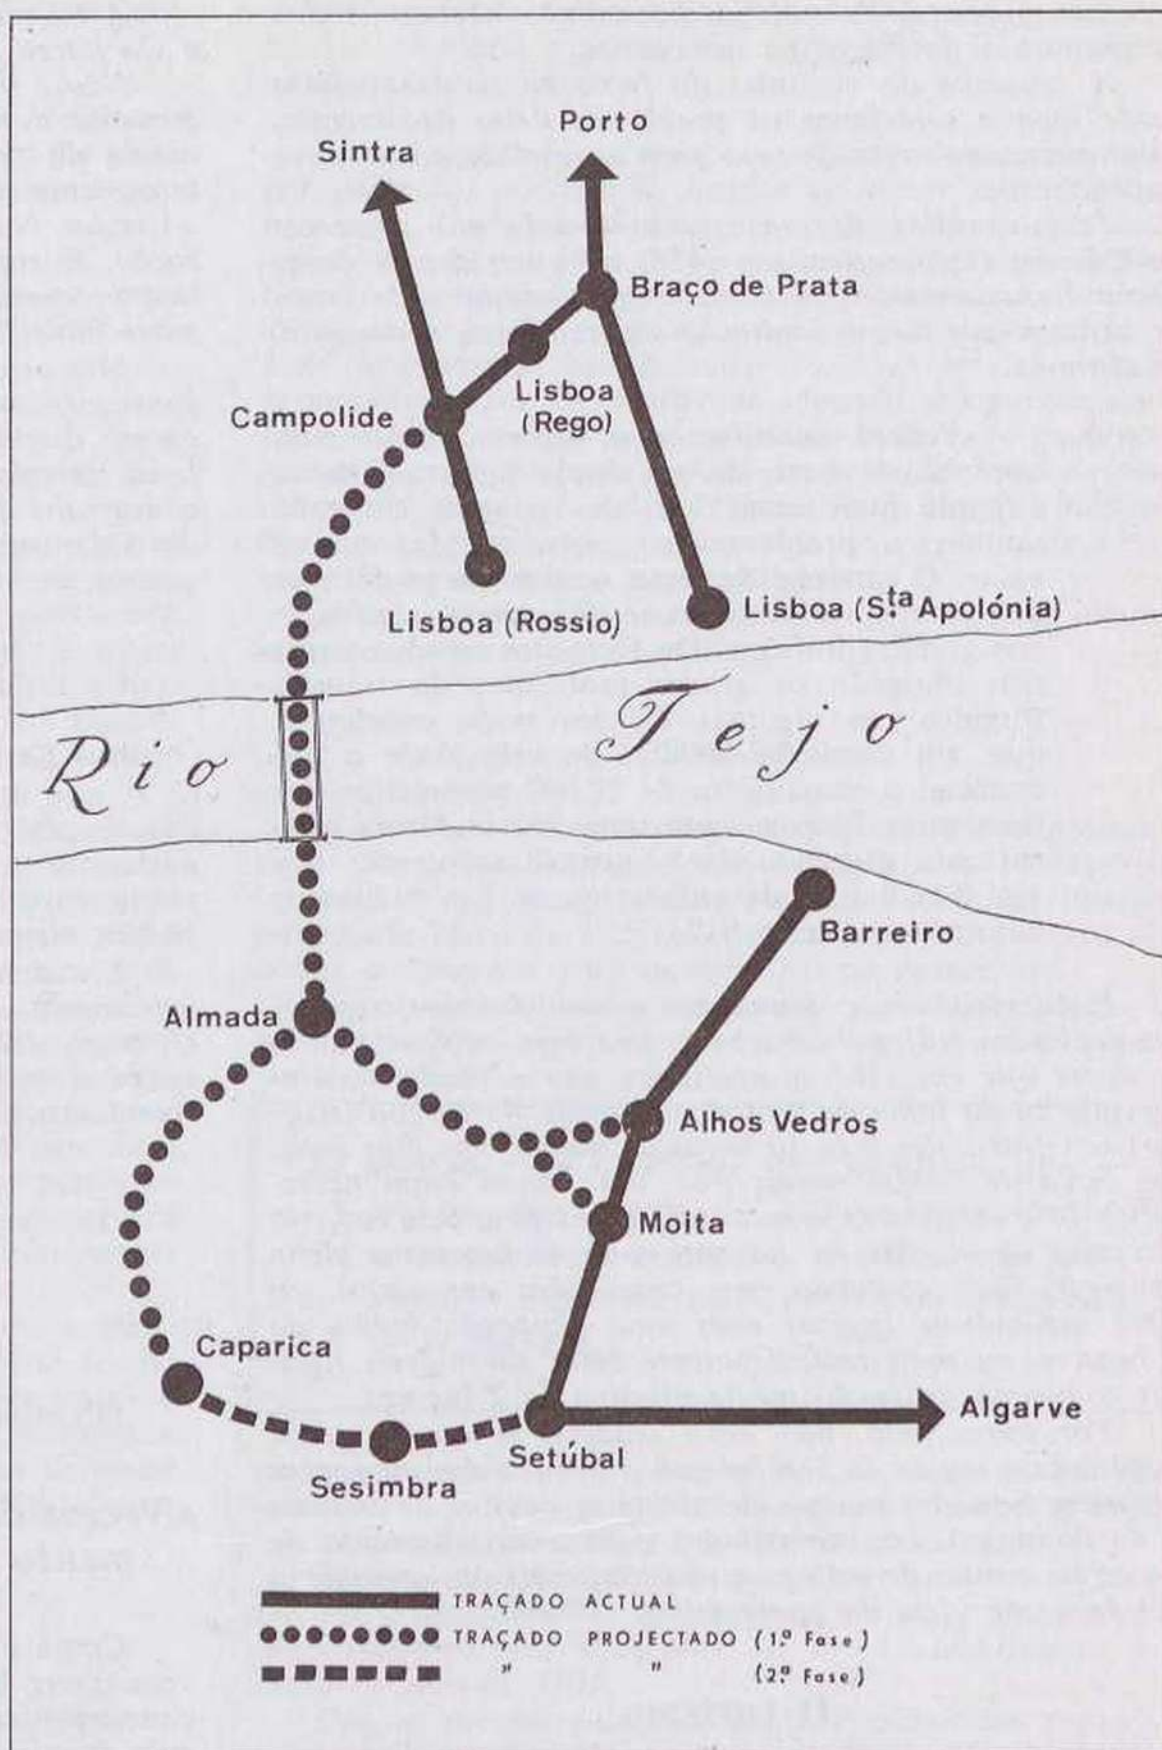 Porto
Sintra
Braço de Prata
Lisboa
(Rego)
Campolide
Lisboa (Rossio)
Lisboa (S.ta Apolónia)
Rio Tejo
Barreiro
Almada
Alhos Vedros
Moita
Caparica
Algarve
Setúbal
Sesimbra
TRAÇADO ACTUAL
TRAÇADO PROJECTADO (1.ª Fase)
" " (2.ª Fase)